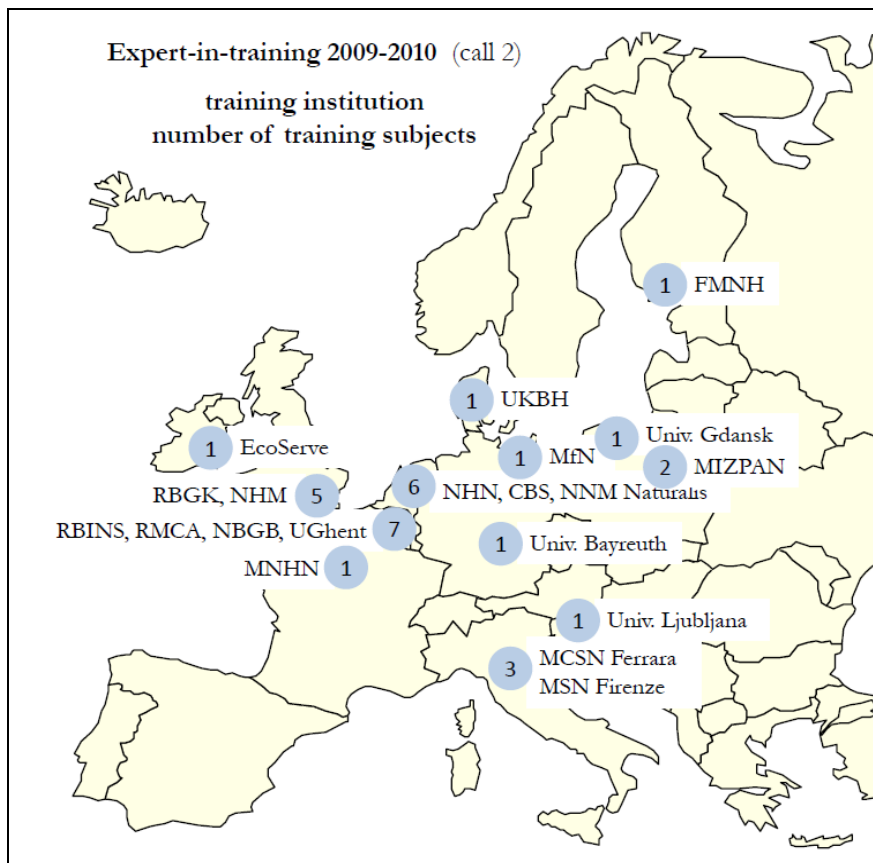 Expert-in-training 2009-2010 (call 2)
training institution
number of training subjects
1 FMNH
1 UKBH
1 Univ. Gdansk
1 EcoServe
1 MfN
2 MIZPAN
RBGK, NHM 5
6 NHN, CBS, NNM Naturalis
RBINS, RMCA, NBGB, UGhent 7
1 Univ. Bayreuth
MNHN 1
1 Univ. Ljubljana
3 MCSN Ferrara
MSN Firenze